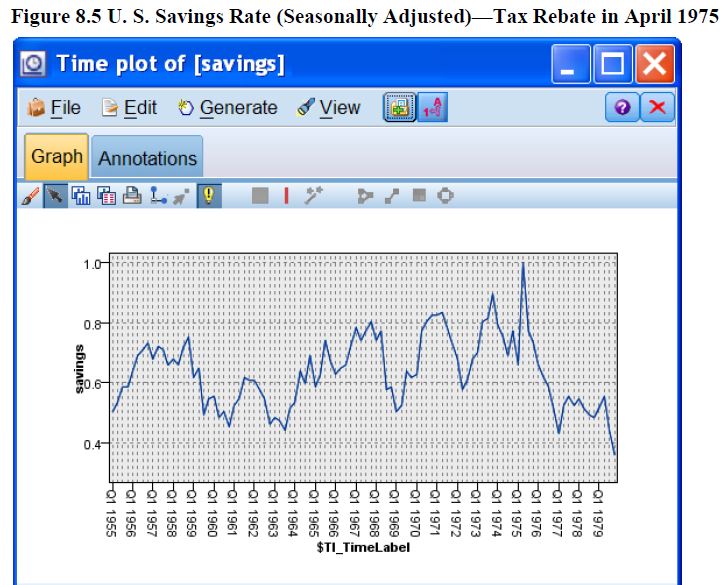 Figure 8.5 U. S. Savings Rate (Seasonally Adjusted)—Tax Rebate in April 1975
Time plot of [savings]
File Edit Generate View
Graph Annotations
1.0
0.8
0.6
0.4
savings
Q1 1955
Q1 1956
Q1 1957
Q1 1958
Q1 1959
Q1 1960
Q1 1961
Q1 1962
Q1 1963
Q1 1964
Q1 1965
Q1 1966
Q1 1967
Q1 1968
Q1 1969
Q1 1970
Q1 1971
Q1 1972
Q1 1973
Q1 1974
Q1 1975
Q1 1976
Q1 1977
Q1 1978
Q1 1979
$TI_TimeLabel